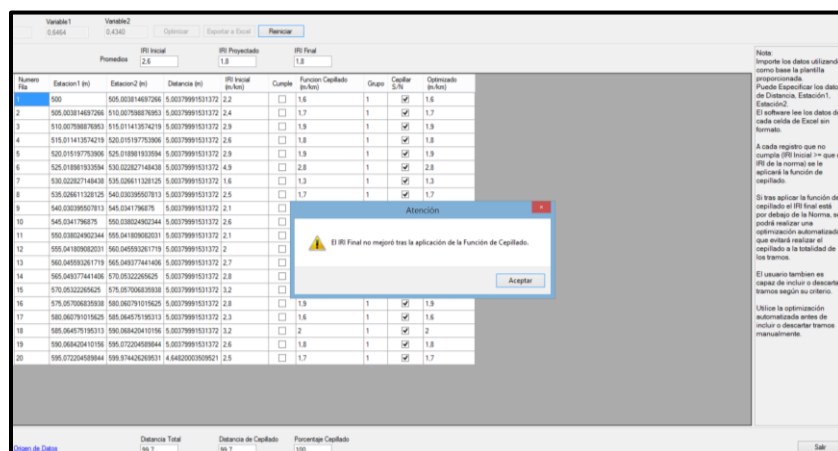 Variable1 Variable2
0,6464 0,4340 Optimizar Exportar a Excel Reiniciar
IRI Inicial IRI Proyectado IRI Final
Promedios 2,6 1,8 1,8
Numero Fila Estacion1 (m) Estacion2 (m) Distancia (m) IRI Inicial (m/km) Cumple Funcion Cepillado (m/km) Grupo Cepillar S/N Optimizado (m/km)
1 500 505,003814697266 5,00379991531372 2,2 1,6 1 1,6
2 505,003814697266 510,007598876953 5,00379991531372 2,4 1,7 1 1,7
3 510,007598876953 515,011413574219 5,00379991531372 2,9 1,9 1 1,9
4 515,011413574219 520,015197753906 5,00379991531372 2,6 1,8 1 1,8
5 520,015197753906 525,018981933594 5,00379991531372 2,9 1,9 1 1,9
6 525,018981933594 530,022827148438 5,00379991531372 4,9 2,8 1 2,8
7 530,022827148438 535,026611328125 5,00379991531372 1,6 1,3 1 1,3
8 535,026611328125 540,030395507813 5,00379991531372 2,5 1,7 1 1,7
9 540,030395507813 545,0341796875 5,00379991531372 2,1
10 545,0341796875 550,038024902344 5,00379991531372 2,6
11 550,038024902344 555,041809082031 5,00379991531372 2,1
12 555,041809082031 560,045593261719 5,00379991531372 2
13 560,045593261719 565,049377441406 5,00379991531372 2,7
14 565,049377441406 570,05322265625 5,00379991531372 2,8
15 570,05322265625 575,057006835938 5,00379991531372 3,2
16 575,057006835938 580,060791015625 5,00379991531372 2,8 1,9 1 1,9
17 580,060791015625 585,064575195313 5,00379991531372 2,3 1,6 1 1,6
18 585,064575195313 590,068420410156 5,00379991531372 3,2 2 1 2
19 590,068420410156 595,072204589844 5,00379991531372 2,6 1,8 1 1,8
20 595,072204589844 599,974426269531 4,64820003509521 2,5 1,7 1 1,7
Atención
El IRI Final no mejoró tras la aplicación de la Función de Cepillado.
Aceptar
Nota:
Importe los datos utilizando
como base la plantilla
proporcionada.
Puede Especificar los datos
de Distancia, Estación1,
Estación2.
El software lee los datos de
cada celda de Excel sin
formato.
A cada registro que no
cumpla (IRI Inicial >= que
IRI de la norma) se le
aplicará la función de
cepillado.
Si tras aplicar la función de
cepillado el IRI final está
por debajo de la Norma, se
podrá realizar una
optimización automatizada
que evitará realizar el
cepillado a la totalidad de
los tramos.
El usuario tambien es
capaz de incluir o descartar
tramos según su criterio.
Utilice la optimización
automatizada antes de
incluir o descartar tramos
manualmente.
Distancia Total Distancia de Cepillado Porcentaje Cepillado
Origen de Datos 99,7 99,7 100 Salir